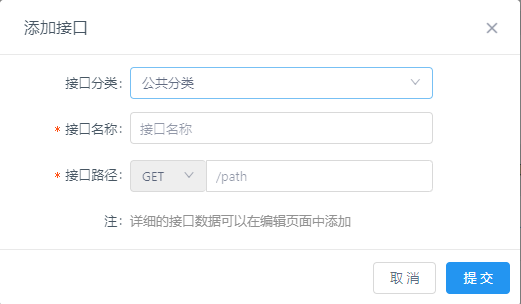 添加接口
接口分类： 公共分类
* 接口名称： 接口名称
* 接口路径： GET /path
注： 详细的接口数据可以在编辑页面中添加
取 消 提 交